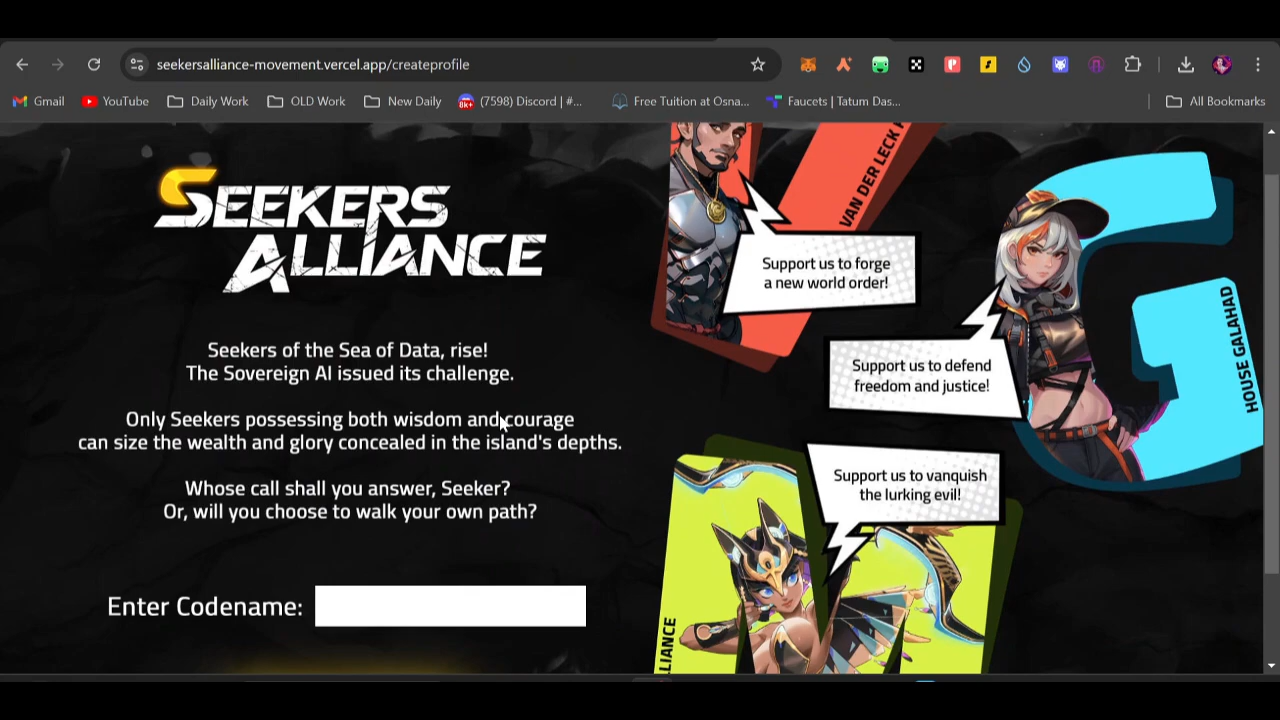 seekersalliance-movement.vercel.app/createprofile
Gmail
YouTube
Daily Work
OLD Work
New Daily
(7598) Discord | #...
Free Tuition at Osna...
Faucets | Tatum Das...
All Bookmarks
SEEKERS
ALLIANCE
Seekers of the Sea of Data, rise!
The Sovereign AI issued its challenge.
Only Seekers possessing both wisdom and courage
can size the wealth and glory concealed in the island's depths.
Whose call shall you answer, Seeker?
Or, will you choose to walk your own path?
Enter Codename:
VAN DER LECK
Support us to forge
a new world order!
HOUSE GALAHAD
Support us to defend
freedom and justice!
Support us to vanquish
the lurking evil!
LLIANCE